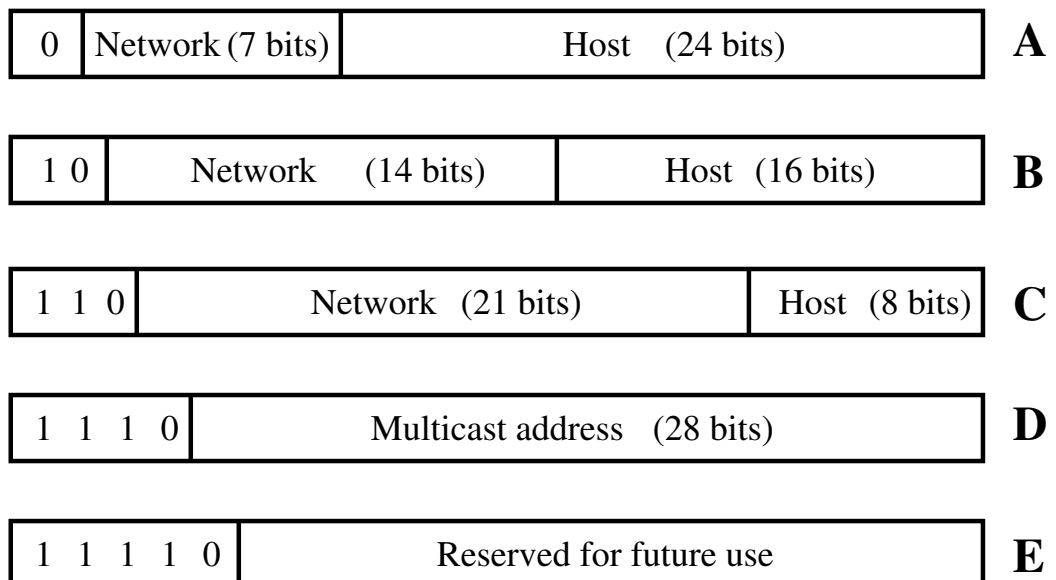 0 Network (7 bits) Host (24 bits) A
1 0 Network (14 bits) Host (16 bits) B
1 1 0 Network (21 bits) Host (8 bits) C
1 1 1 0 Multicast address (28 bits) D
1 1 1 1 0 Reserved for future use E